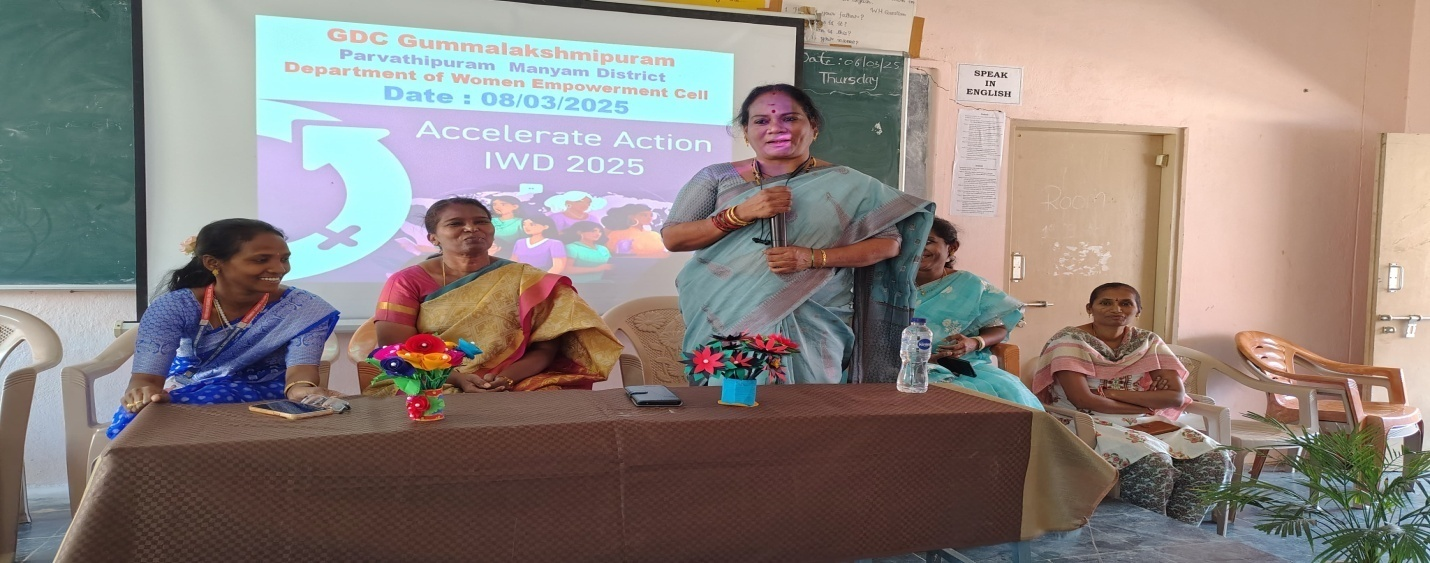 GDC Gummalakshmipuram
Parvathipuram Manyam District
Department of Women Empowerment Cell
Date : 08/03/2025
Accelerate Action
IWD 2025
Date : 06/03/25
Thursday
SPEAK
IN
ENGLISH
Room